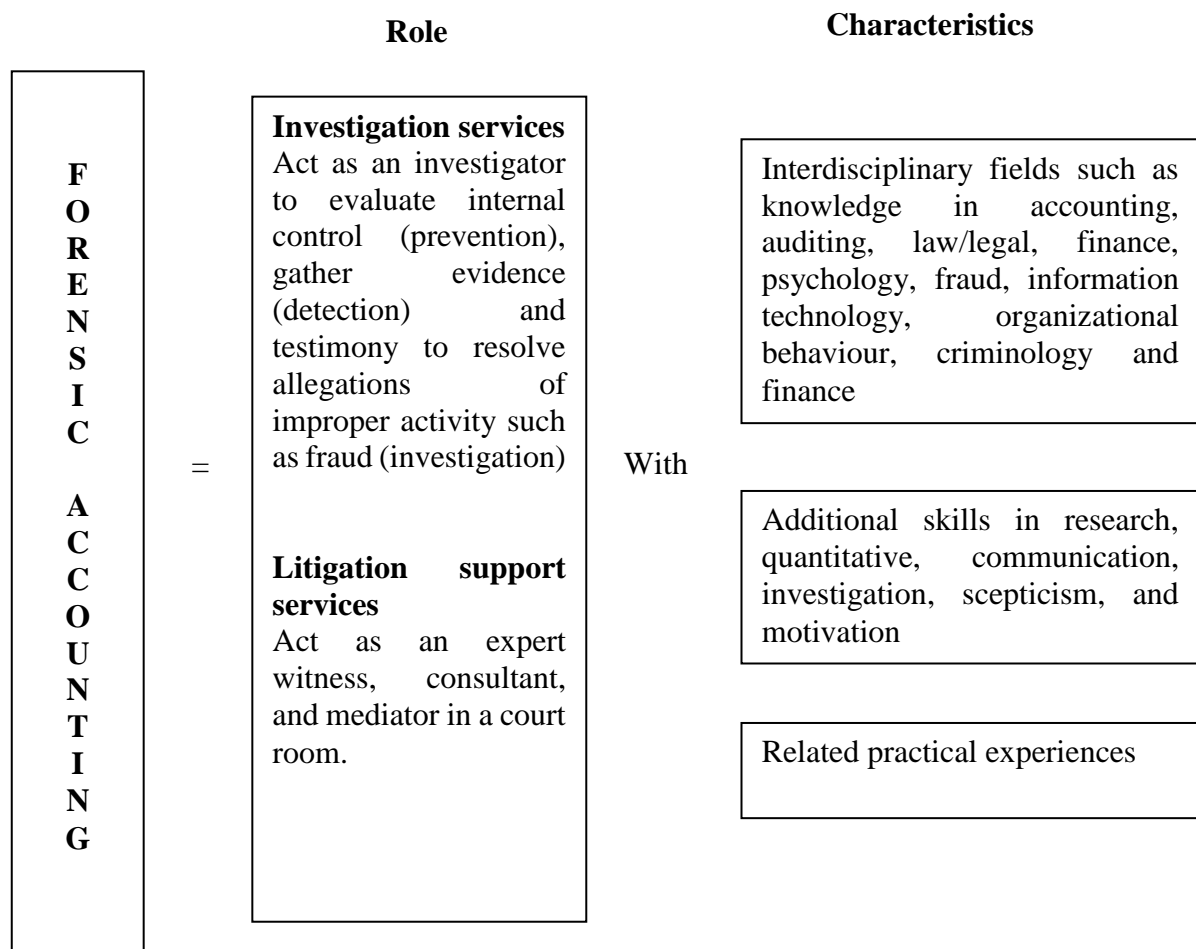 Role
Characteristics
F
O
R
E
N
S
I
C
A
C
C
O
U
N
T
I
N
G
=
Investigation services
Act as an investigator
to evaluate internal
control (prevention),
gather evidence
(detection) and
testimony to resolve
allegations of
improper activity such
as fraud (investigation)
Litigation support
services
Act as an expert
witness, consultant,
and mediator in a court
room.
With
Interdisciplinary fields such as
knowledge in accounting,
auditing, law/legal, finance,
psychology, fraud, information
technology, organizational
behaviour, criminology and
finance
Additional skills in research,
quantitative, communication,
investigation, scepticism, and
motivation
Related practical experiences